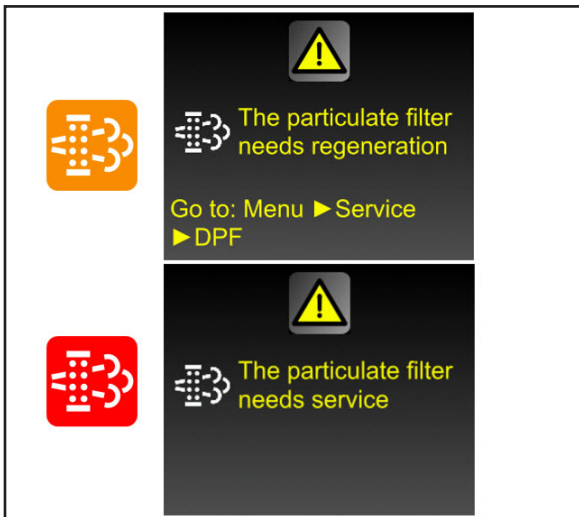 The particulate filter
needs regeneration
Go to: Menu ►Service
►DPF
The particulate filter
needs service